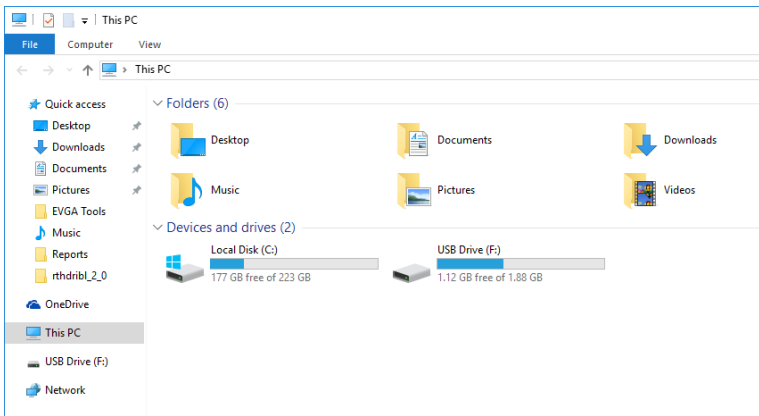 This PC
File Computer View
This PC
Quick access
Desktop
Downloads
Documents
Pictures
EVGA Tools
Music
Reports
rthdribl_2_0
OneDrive
This PC
USB Drive (F:)
Network
Folders (6)
Desktop Documents Downloads
Music Pictures Videos
Devices and drives (2)
Local Disk (C:) USB Drive (F:)
177 GB free of 223 GB 1.12 GB free of 1.88 GB